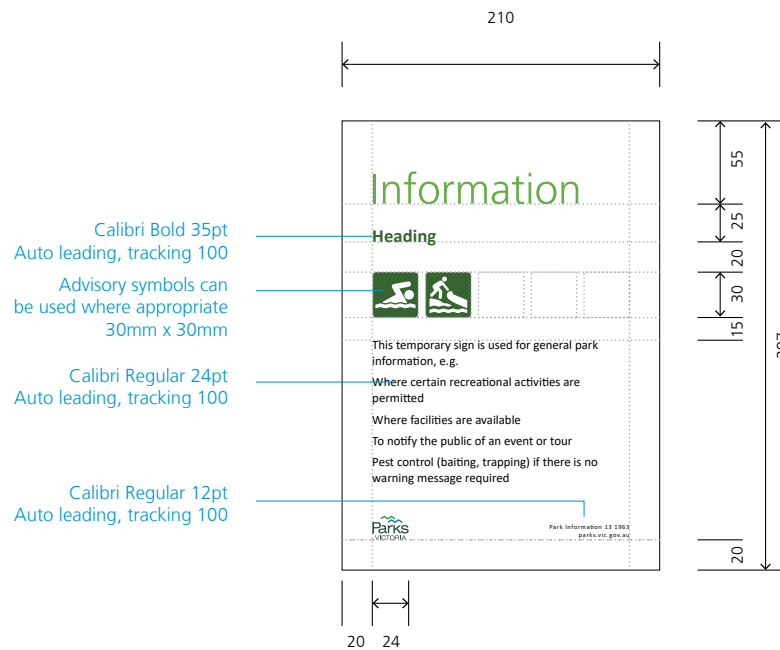 210
Information
55
Calibri Bold 35pt
Auto leading, tracking 100
Heading
25
20
Advisory symbols can
be used where appropriate
30mm x 30mm
30
15
This temporary sign is used for general park
information, e.g.
Calibri Regular 24pt
Auto leading, tracking 100
Where certain recreational activities are
permitted
Where facilities are available
To notify the public of an event or tour
Pest control (baiting, trapping) if there is no
warning message required
Calibri Regular 12pt
Auto leading, tracking 100
Parks
VICTORIA
Park Information 13 1963
parks.vic.gov.au
20
20 24